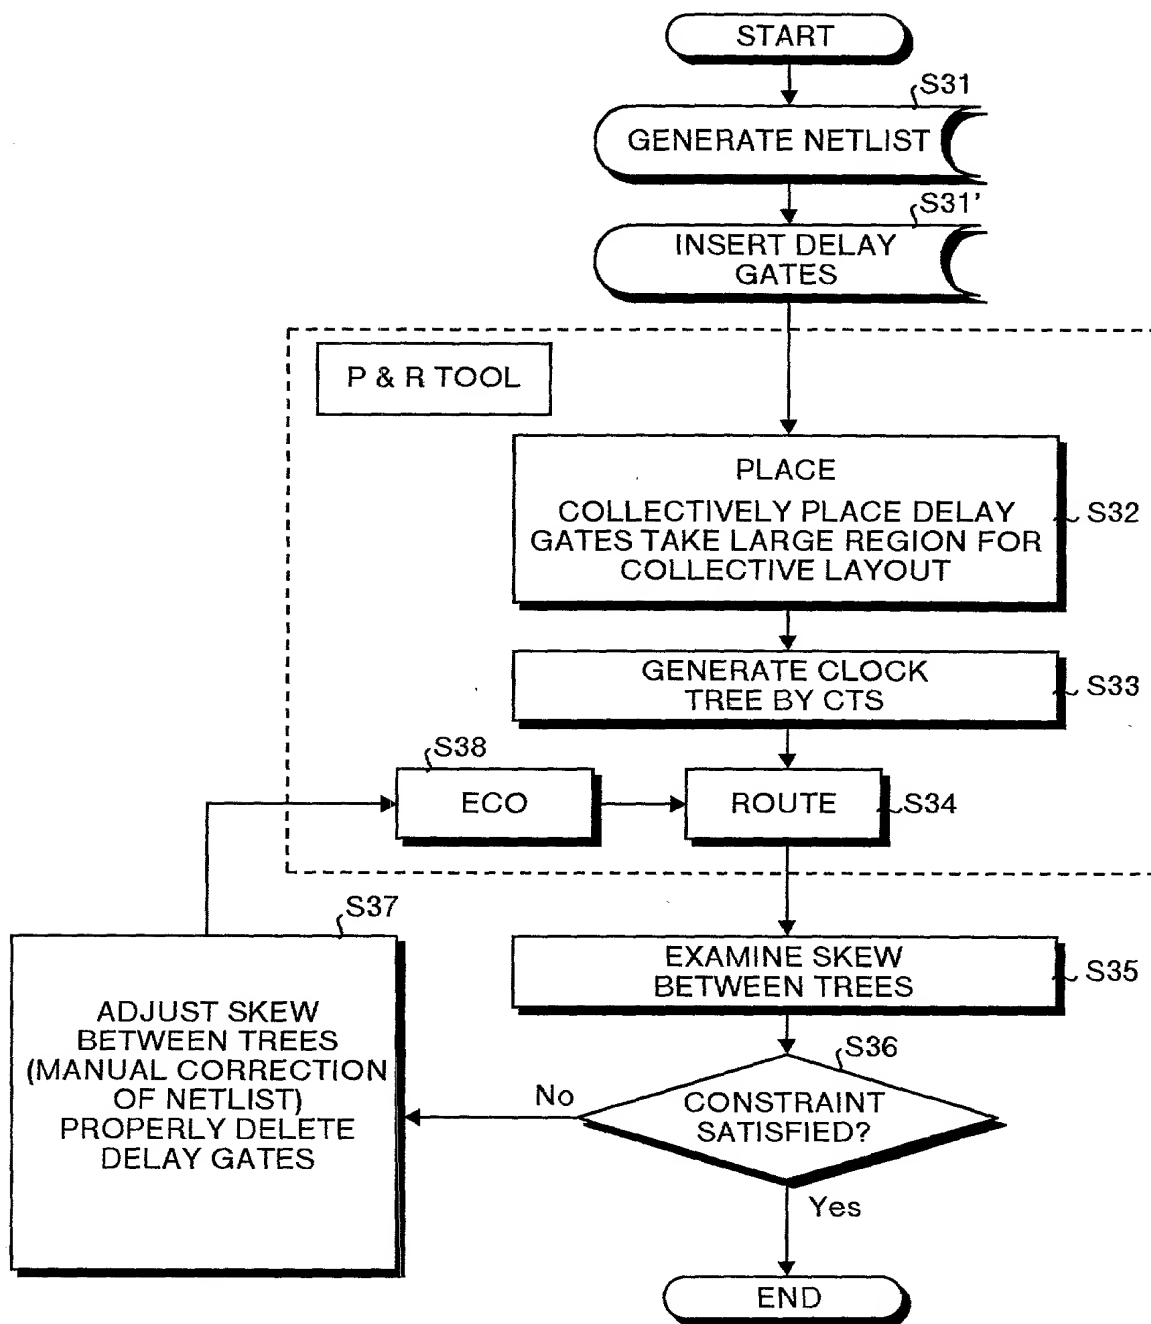 START
S31
GENERATE NETLIST
S31'
INSERT DELAY
GATES
P & R TOOL
PLACE
COLLECTIVELY PLACE DELAY
GATES TAKE LARGE REGION FOR
COLLECTIVE LAYOUT
S32
GENERATE CLOCK
TREE BY CTS
S33
S38
ECO
ROUTE
S34
S37
ADJUST SKEW
BETWEEN TREES
(MANUAL CORRECTION
OF NETLIST)
PROPERLY DELETE
DELAY GATES
EXAMINE SKEW
BETWEEN TREES
S35
S36
No
CONSTRAINT
SATISFIED?
Yes
END